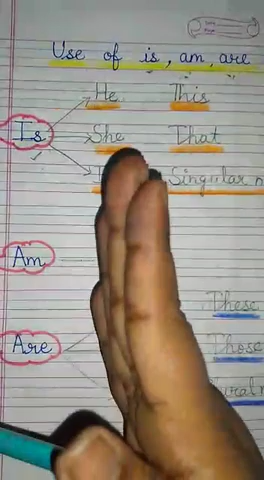 Use of is, am, are
He This
Is She That
Singular
Am
These
Are Those